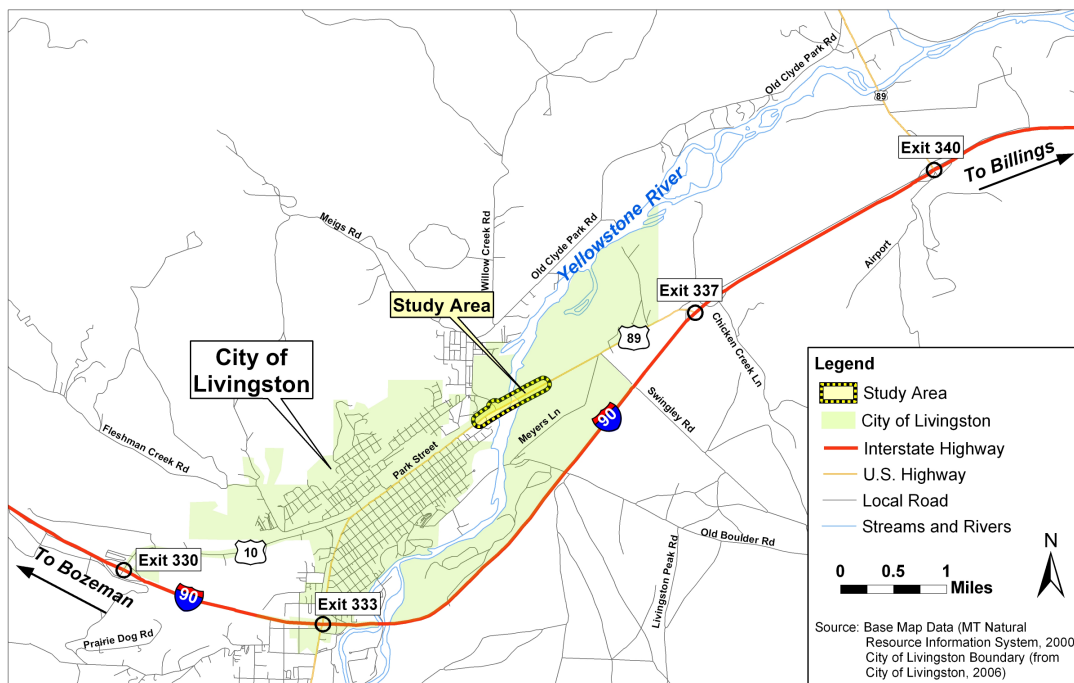 Old Clyde Park Rd
89
Exit 340
To Billings
Yellowstone River
Meigs Rd
Willow Creek Rd
Old Clyde Park Rd
Airport
Exit 337
Study Area
89
Chicken Creek Ln
City of
Livingston
Swingley Rd
Meyers Ln
90
Park Street
Fleshman Creek Rd
Old Boulder Rd
Livingston Peak Rd
10
Exit 330
To Bozeman
90
Exit 333
Prairie Dog Rd
Legend
Study Area
City of Livingston
Interstate Highway
U.S. Highway
Local Road
Streams and Rivers
N
0 0.5 1
Miles
Source: Base Map Data (MT Natural
Resource Information System, 2000
City of Livingston Boundary (from
City of Livingston, 2006)